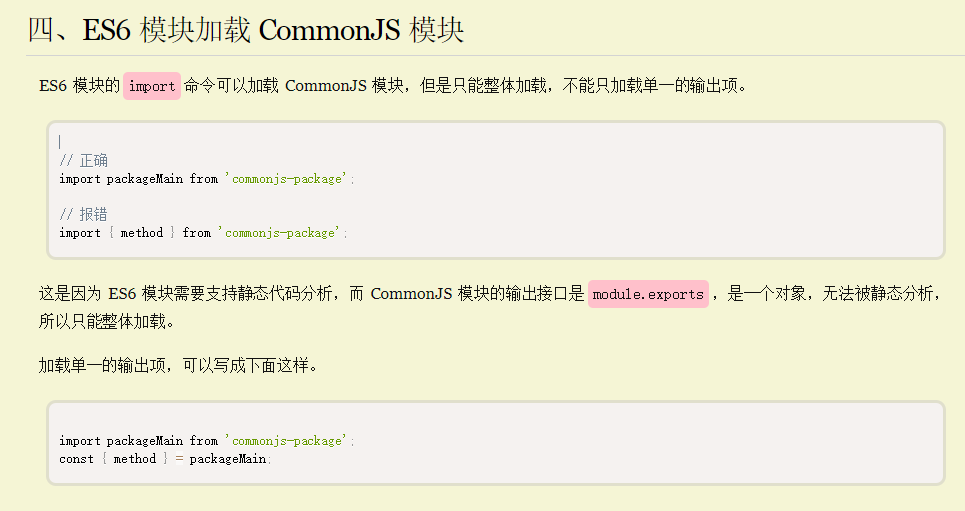 四、ES6 模块加载 CommonJS 模块
ES6 模块的 import 命令可以加载 CommonJS 模块，但是只能整体加载，不能只加载单一的输出项。
// 正确
import packageMain from 'commonjs-package';
// 报错
import { method } from 'commonjs-package';
这是因为 ES6 模块需要支持静态代码分析，而 CommonJS 模块的输出接口是 module.exports ，是一个对象，无法被静态分析，
所以只能整体加载。
加载单一的输出项，可以写成下面这样。
import packageMain from 'commonjs-package';
const { method } = packageMain;